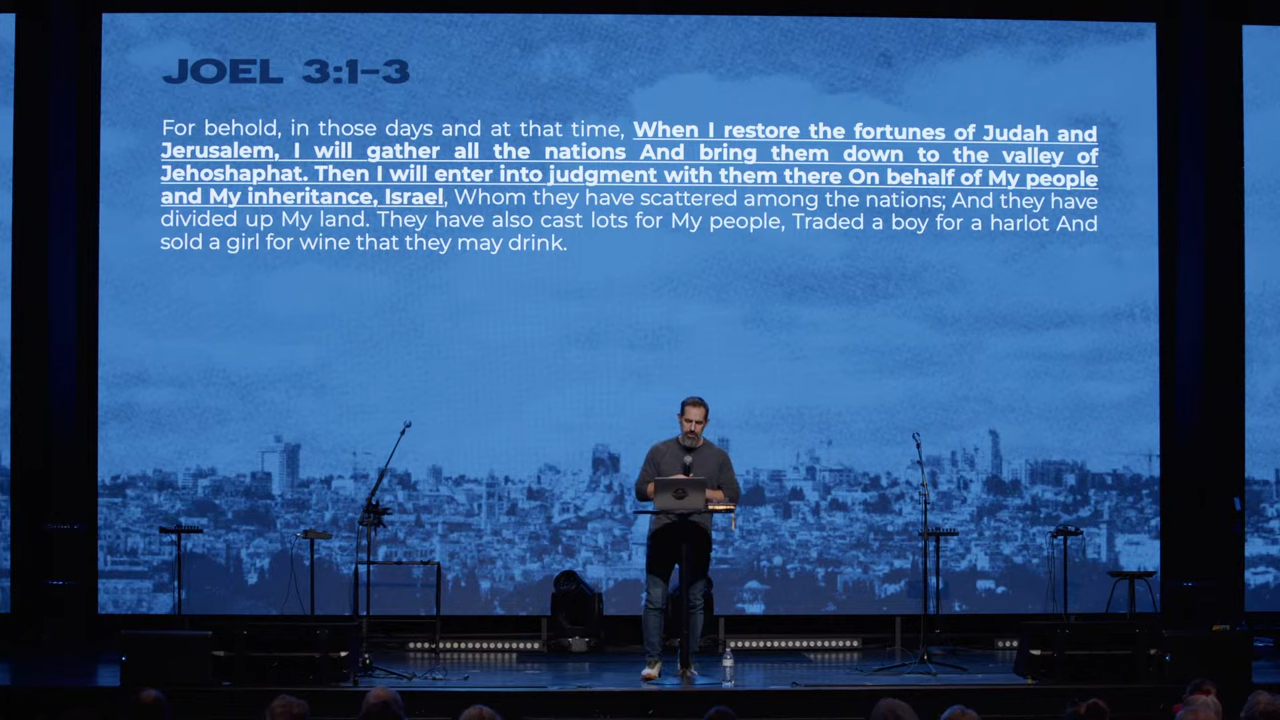 JOEL 3:1-3
For behold, in those days and at that time, When I restore the fortunes of Judah and
Jerusalem, I will gather all the nations And bring them down to the valley of
Jehoshaphat. Then I will enter into judgment with them there On behalf of My people
and My inheritance, Israel, Whom they have scattered among the nations; And they have
divided up My land. They have also cast lots for My people, Traded a boy for a harlot And
sold a girl for wine that they may drink.